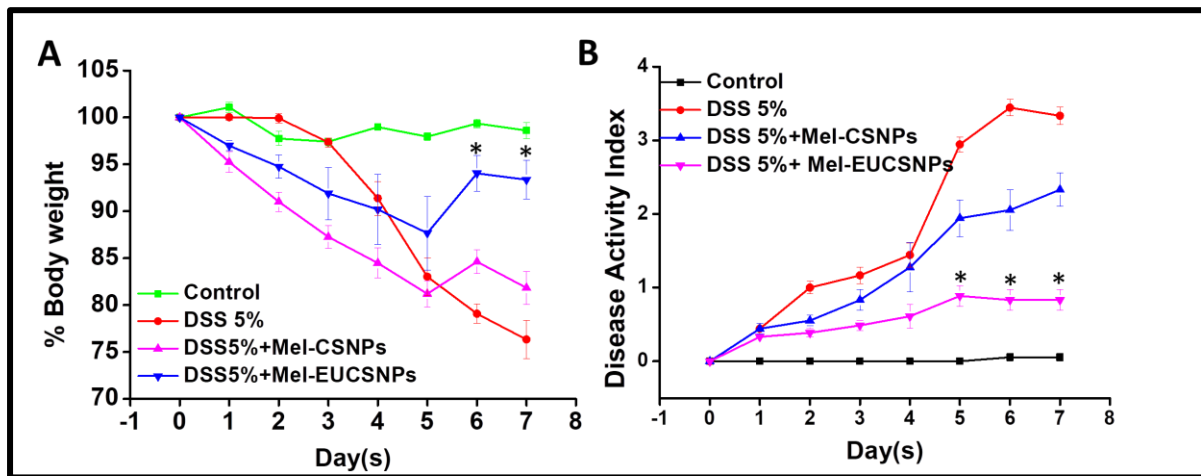 A
105
100
95
90
85
80
75
70
% Body weight
* *
Control
DSS 5%
DSS5%+Mel-CSNPs
DSS5%+Mel-EUCSNPs
-1 0 1 2 3 4 5 6 7 8
Day(s)
B
4
3
2
1
0
Disease Activity Index
Control
DSS 5%
DSS 5%+Mel-CSNPs
DSS 5%+ Mel-EUCSNPs
* * *
-1 0 1 2 3 4 5 6 7 8
Day(s)